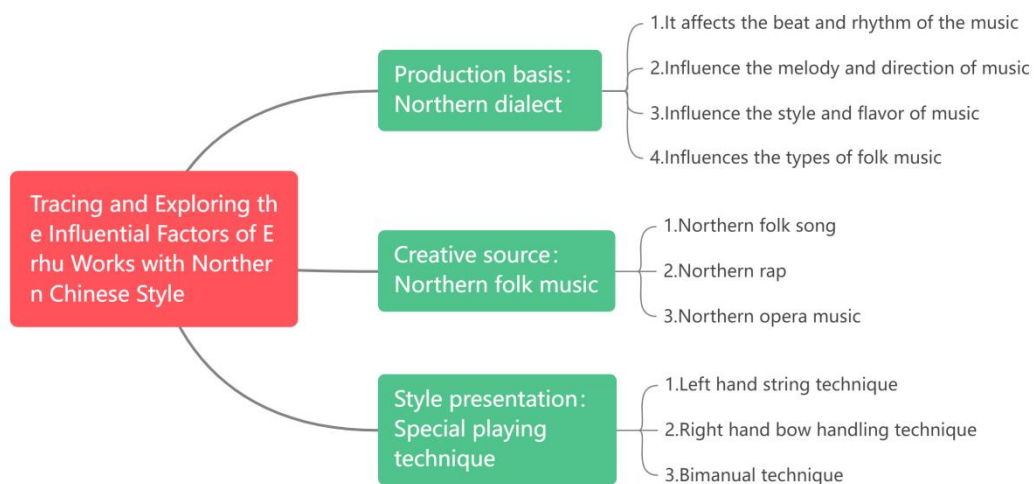 Tracing and Exploring th
e Influential Factors of E
rhu Works with Norther
n Chinese Style
Production basis:
Northern dialect
1.It affects the beat and rhythm of the music
2.Influence the melody and direction of music
3.Influence the style and flavor of music
4.Influences the types of folk music
Creative source:
Northern folk music
1.Northern folk song
2.Northern rap
3.Northern opera music
Style presentation:
Special playing
technique
1.Left hand string technique
2.Right hand bow handling technique
3.Bimanual technique